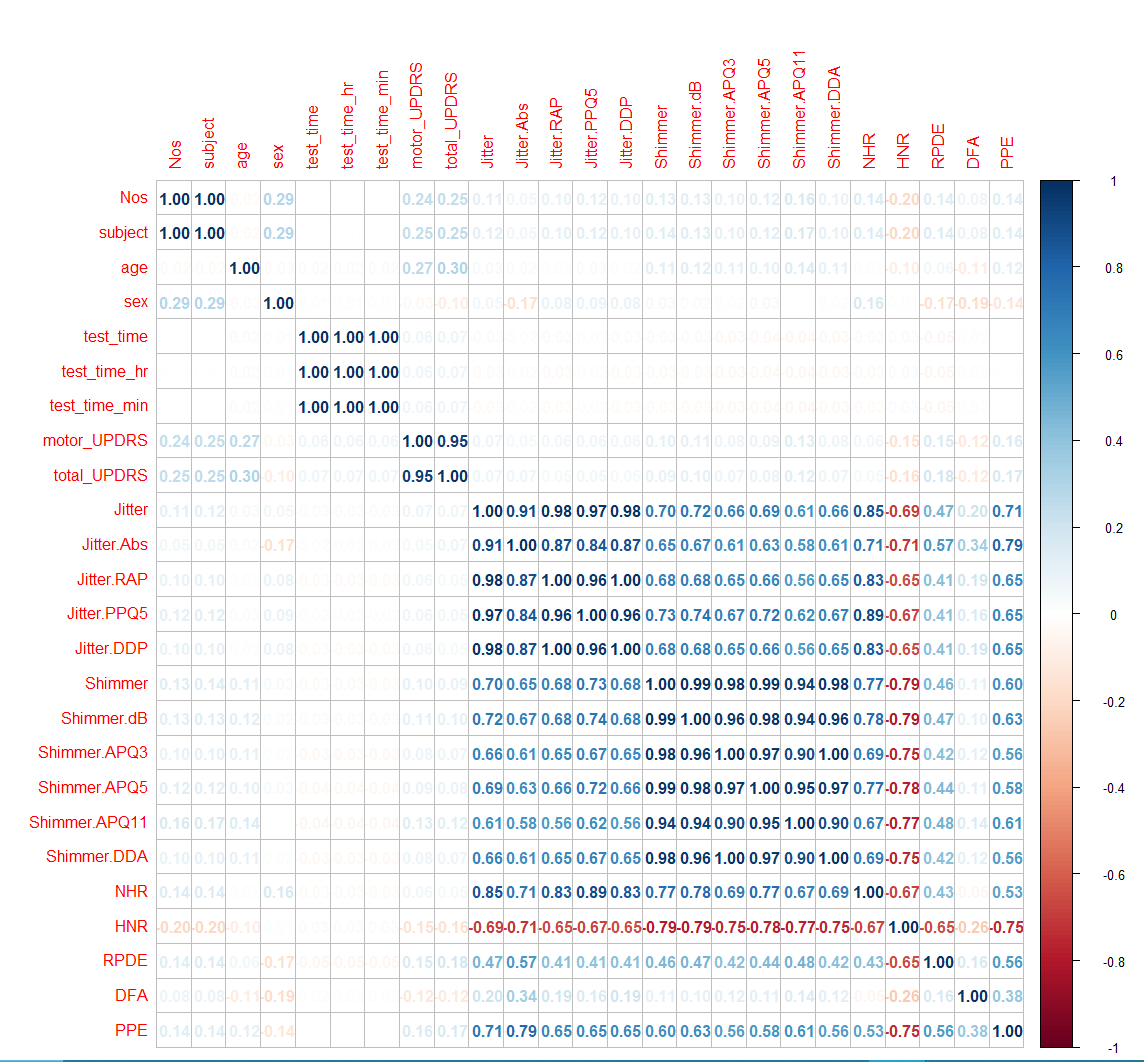 Nos subject age sex test_time test_time_hr test_time_min motor_UPDRS total_UPDRS Jitter Jitter.Abs Jitter.RAP Jitter.PPQ5 Jitter.DDP Shimmer Shimmer.dB Shimmer.APQ3 Shimmer.APQ5 Shimmer.APQ11 Shimmer.DDA NHR HNR RPDE DFA PPE
Nos 1.00 1.00 0.29 0.24 0.25 0.11 0.05 0.10 0.12 0.10 0.13 0.13 0.10 0.12 0.16 0.10 0.14 -0.20 0.14 0.08 0.14
subject 1.00 1.00 0.29 0.25 0.25 0.12 0.05 0.10 0.12 0.10 0.14 0.13 0.10 0.12 0.17 0.10 0.14 -0.20 0.14 0.08 0.14
age 1.00 0.27 0.30 0.11 0.12 0.11 0.10 0.14 0.11 -0.10 0.06 -0.11 0.12
sex 0.29 0.29 1.00 -0.10 0.05 -0.17 0.08 0.09 0.08 0.16 -0.17 -0.19 -0.14
test_time 1.00 1.00 1.00 0.06 0.07
test_time_hr 1.00 1.00 1.00 0.06 0.07
test_time_min 1.00 1.00 1.00 0.06 0.07
motor_UPDRS 0.24 0.25 0.27 0.06 0.06 0.06 1.00 0.95 0.07 0.05 0.06 0.06 0.06 0.10 0.11 0.08 0.09 0.13 0.08 0.06 -0.15 0.15 -0.12 0.16
total_UPDRS 0.25 0.25 0.30 -0.10 0.07 0.07 0.07 0.95 1.00 0.07 0.07 0.06 0.06 0.06 0.09 0.10 0.07 0.08 0.12 0.07 0.06 -0.16 0.18 -0.12 0.17
Jitter 0.11 0.12 0.05 0.07 0.07 1.00 0.91 0.98 0.97 0.98 0.70 0.72 0.66 0.69 0.61 0.66 0.85 -0.69 0.47 0.20 0.71
Jitter.Abs 0.05 0.05 -0.17 0.91 1.00 0.87 0.84 0.87 0.65 0.67 0.61 0.63 0.58 0.61 0.71 -0.71 0.57 0.34 0.79
Jitter.RAP 0.10 0.10 0.08 0.06 0.06 0.98 0.87 1.00 0.96 1.00 0.68 0.68 0.65 0.66 0.56 0.65 0.83 -0.65 0.41 0.19 0.65
Jitter.PPQ5 0.12 0.12 0.09 0.06 0.06 0.97 0.84 0.96 1.00 0.96 0.73 0.74 0.67 0.72 0.62 0.67 0.89 -0.67 0.41 0.16 0.65
Jitter.DDP 0.10 0.10 0.08 0.06 0.06 0.98 0.87 1.00 0.96 1.00 0.68 0.68 0.65 0.66 0.56 0.65 0.83 -0.65 0.41 0.19 0.65
Shimmer 0.13 0.14 0.11 0.10 0.09 0.70 0.65 0.68 0.73 0.68 1.00 0.99 0.98 0.99 0.94 0.98 0.77 -0.79 0.46 0.11 0.60
Shimmer.dB 0.13 0.13 0.12 0.11 0.10 0.72 0.67 0.68 0.74 0.68 0.99 1.00 0.96 0.98 0.94 0.96 0.78 -0.79 0.47 0.10 0.63
Shimmer.APQ3 0.10 0.10 0.11 0.08 0.07 0.66 0.61 0.65 0.67 0.65 0.98 0.96 1.00 0.97 0.90 1.00 0.69 -0.75 0.42 0.12 0.56
Shimmer.APQ5 0.12 0.12 0.10 0.09 0.08 0.69 0.63 0.66 0.72 0.66 0.99 0.98 0.97 1.00 0.95 0.97 0.77 -0.78 0.44 0.11 0.58
Shimmer.APQ11 0.16 0.17 0.14 0.13 0.12 0.61 0.58 0.56 0.62 0.56 0.94 0.94 0.90 0.95 1.00 0.90 0.67 -0.77 0.48 0.14 0.61
Shimmer.DDA 0.10 0.10 0.11 0.08 0.07 0.66 0.61 0.65 0.67 0.65 0.98 0.96 1.00 0.97 0.90 1.00 0.69 -0.75 0.42 0.12 0.56
NHR 0.14 0.14 0.16 0.06 0.06 0.85 0.71 0.83 0.89 0.83 0.77 0.78 0.69 0.77 0.67 0.69 1.00 -0.67 0.43 0.53
HNR -0.20 -0.20 -0.10 -0.15 -0.16 -0.69 -0.71 -0.65 -0.67 -0.65 -0.79 -0.79 -0.75 -0.78 -0.77 -0.75 -0.67 1.00 -0.65 -0.26 -0.75
RPDE 0.14 0.14 0.06 -0.17 -0.05 -0.05 -0.05 0.15 0.18 0.47 0.57 0.41 0.41 0.41 0.46 0.47 0.42 0.44 0.48 0.42 0.43 -0.65 1.00 0.16 0.56
DFA 0.08 0.08 -0.11 -0.19 -0.12 -0.12 0.20 0.34 0.19 0.16 0.19 0.11 0.10 0.12 0.11 0.14 0.12 -0.26 0.16 1.00 0.38
PPE 0.14 0.14 0.12 -0.14 0.16 0.17 0.71 0.79 0.65 0.65 0.65 0.60 0.63 0.56 0.58 0.61 0.56 0.53 -0.75 0.56 0.38 1.00
1
0.8
0.6
0.4
0.2
0
-0.2
-0.4
-0.6
-0.8
-1